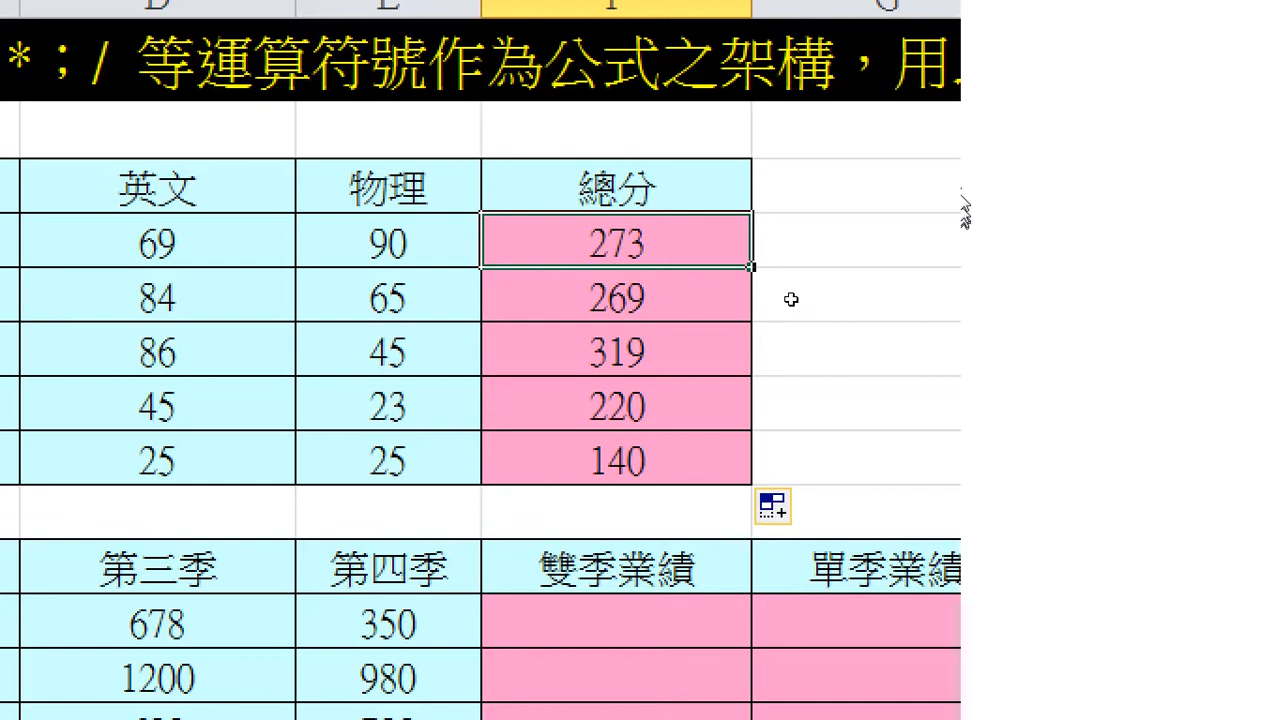 D E F G
*；/ 等運算符號作為公式之架構，用
英文 物理 總分
69 90 273
84 65 269
86 45 319
45 23 220
25 25 140
第三季 第四季 雙季業績 單季業績
678 350
1200 980